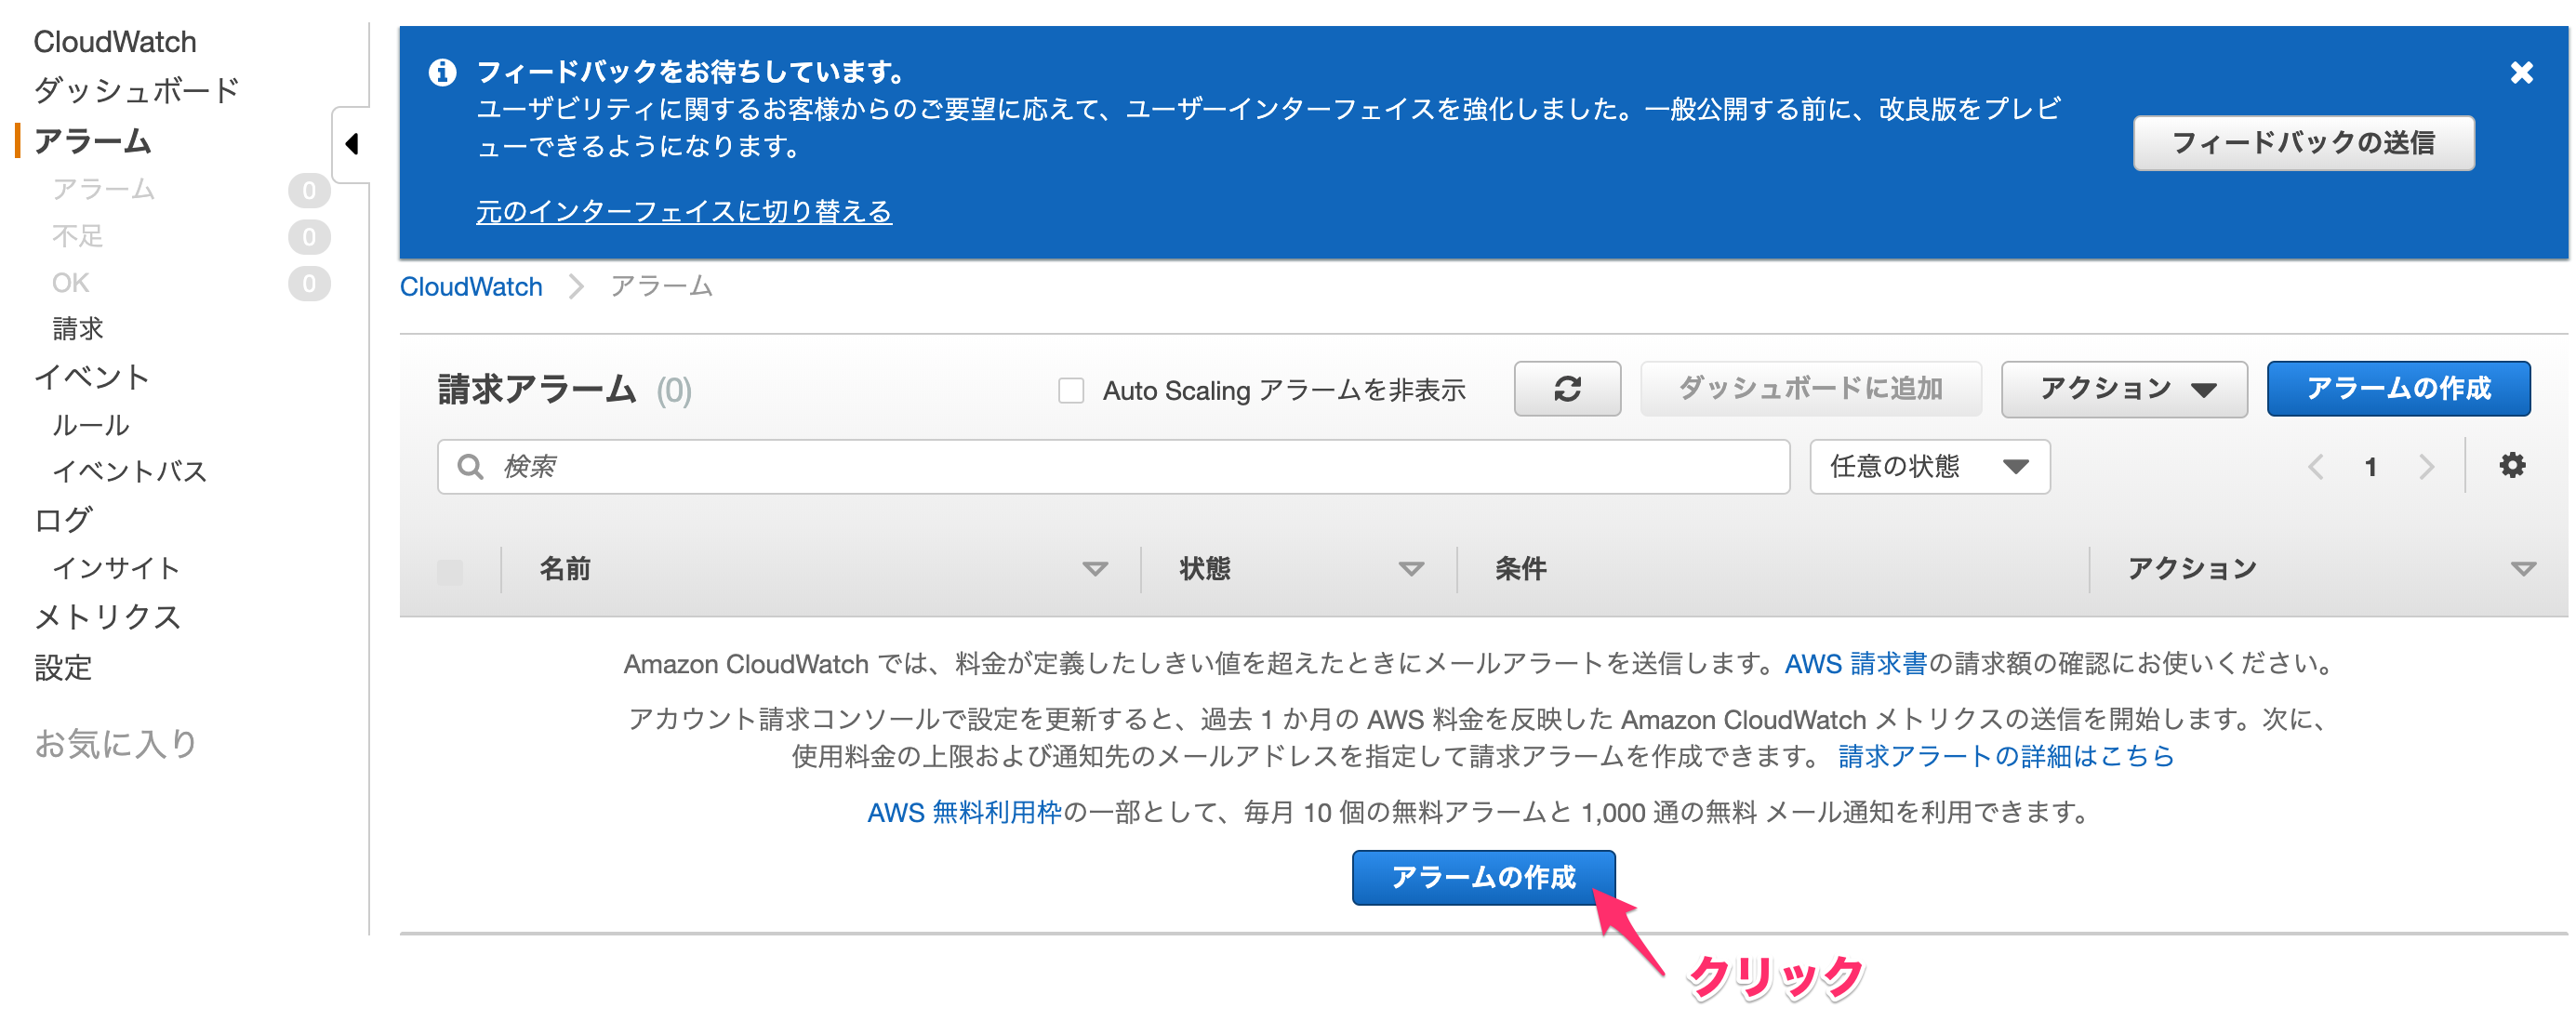 CloudWatch
ダッシュボード
アラーム
アラーム 0
不足 0
OK 0
請求
イベント
ルール
イベントバス
ログ
インサイト
メトリクス
設定
お気に入り
フィードバックをお待ちしています。
ユーザビリティに関するお客様からのご要望に応えて、ユーザーインターフェイスを強化しました。一般公開する前に、改良版をプレビ
ューできるようになります。
元のインターフェイスに切り替える
フィードバックの送信
CloudWatch アラーム
請求アラーム (0) Auto Scaling アラームを非表示 ダッシュボードに追加 アクション アラームの作成
検索 任意の状態 1
名前 状態 条件 アクション
Amazon CloudWatch では、料金が定義したしきい値を超えたときにメールアラートを送信します。AWS 請求書の請求額の確認にお使いください。
アカウント請求コンソールで設定を更新すると、過去 1 か月の AWS 料金を反映した Amazon CloudWatch メトリクスの送信を開始します。次に、
使用料金の上限および通知先のメールアドレスを指定して請求アラームを作成できます。 請求アラートの詳細はこちら
AWS 無料利用枠の一部として、毎月 10 個の無料アラームと 1,000 通の無料 メール通知を利用できます。
アラームの作成
クリック